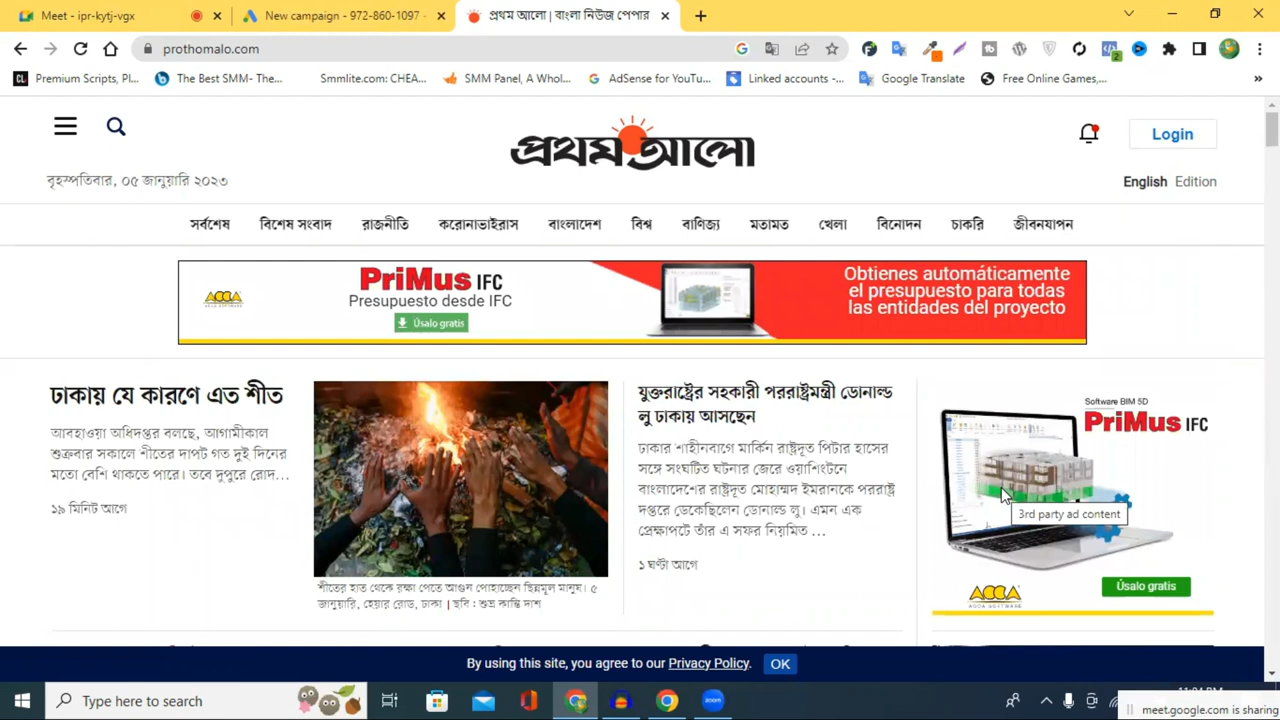 Meet - ipr-kytj-vgx
New campaign - 972-860-1097 -
প্রথম আলো | বাংলা নিউজ পেপার
prothomalo.com
Premium Scripts, Pl...
The Best SMM- The...
Smmlite.com: CHEA...
SMM Panel, A Whol...
AdSense for YouTu...
Linked accounts -...
Google Translate
Free Online Games,...
প্রথম আলো
Login
বৃহস্পতিবার, ০৫ জানুয়ারি ২০২৩
English Edition
সর্বশেষ
বিশেষ সংবাদ
রাজনীতি
করোনাভাইরাস
বাংলাদেশ
বিশ্ব
বাণিজ্য
মতামত
খেলা
বিনোদন
চাকরি
জীবনযাপন
ACCA
SOFTWARE
PriMus IFC
Presupuesto desde IFC
Úsalo gratis
Obtienes automáticamente
el presupuesto para todas
las entidades del proyecto
ঢাকায় যে কারণে এত শীত
আবহাওয়া অধিদপ্তর বলছে, আগামীকাল
শুক্রবার সকালে শীতের দাপট গত দুই দিনের
মতো বেশি থাকতে পারে। তবে দুপুরে রোদ...
১৯ মিনিট আগে
শীতের হাত থেকে রক্ষা পেতে আগুন পোহাচ্ছেন ছিন্নমূল মানুষ। ৫
জানুয়ারি, হেয়ার রোড, ঢাকা | ছবি : শুভ্র কান্তি দাশ
যুক্তরাষ্ট্রের সহকারী পররাষ্ট্রমন্ত্রী ডোনাল্ড
লু ঢাকায় আসছেন
ঢাকার শাহীনবাগে মার্কিন রাষ্ট্রদূত পিটার হাসের
সঙ্গে সংঘটিত ঘটনার জেরে ওয়াশিংটনে
বাংলাদেশের রাষ্ট্রদূত মোহাম্মদ ইমরানকে পররাষ্ট্র
দপ্তরে ডেকেছিলেন ডোনাল্ড লু। এমন এক
প্রেক্ষাপটে তাঁর এ সফর নিয়মিত ...
১ ঘণ্টা আগে
Software BIM 5D
PriMus IFC
3rd party ad content
ACCA
ACCA SOFTWARE
Úsalo gratis
By using this site, you agree to our Privacy Policy.
OK
Type here to search
zoom
meet.google.com is sharing